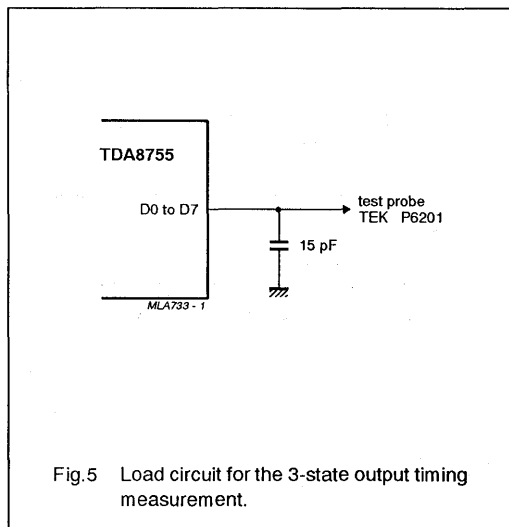 TDA8755
D0 to D7
test probe
TEK P6201
15 pF
MLA733 - 1
Fig.5 Load circuit for the 3-state output timing
measurement.